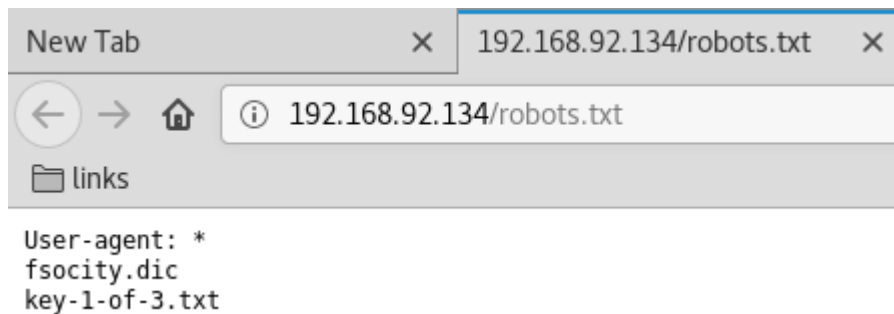 New Tab
192.168.92.134/robots.txt
192.168.92.134/robots.txt
links
User-agent: *
fsocity.dic
key-1-of-3.txt